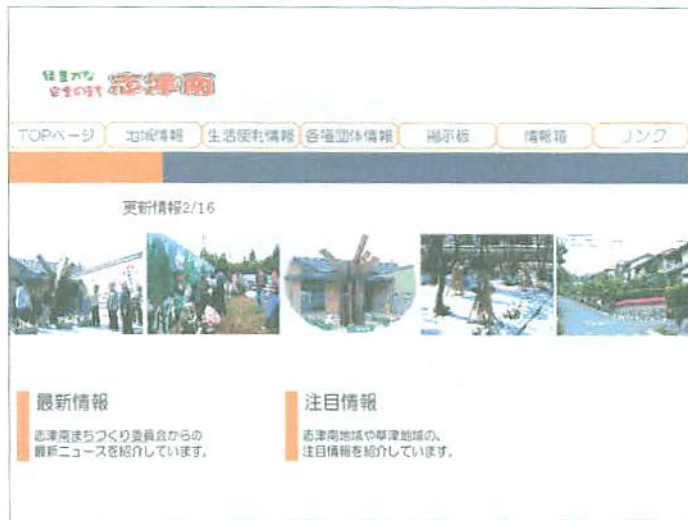 緑豊かな
安全のまち 志津南
TOPページ 地域情報 生活便利情報 各種団体情報 掲示板 情報箱 リンク
更新情報2/16
最新情報
志津南まちづくり委員会からの
最新ニュースを紹介しています。
注目情報
志津南地域や草津地域の、
注目情報を紹介しています。